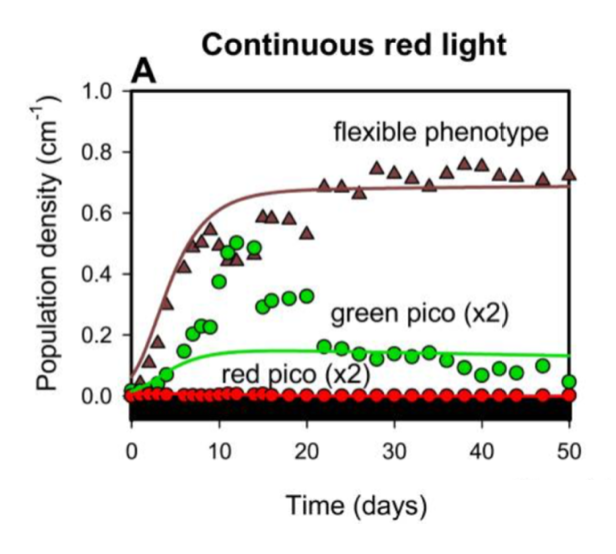 Continuous red light
A
Population density (cm⁻¹)
1.0
0.8
0.6
0.4
0.2
0.0
flexible phenotype
green pico (x2)
red pico (x2)
0 10 20 30 40 50
Time (days)